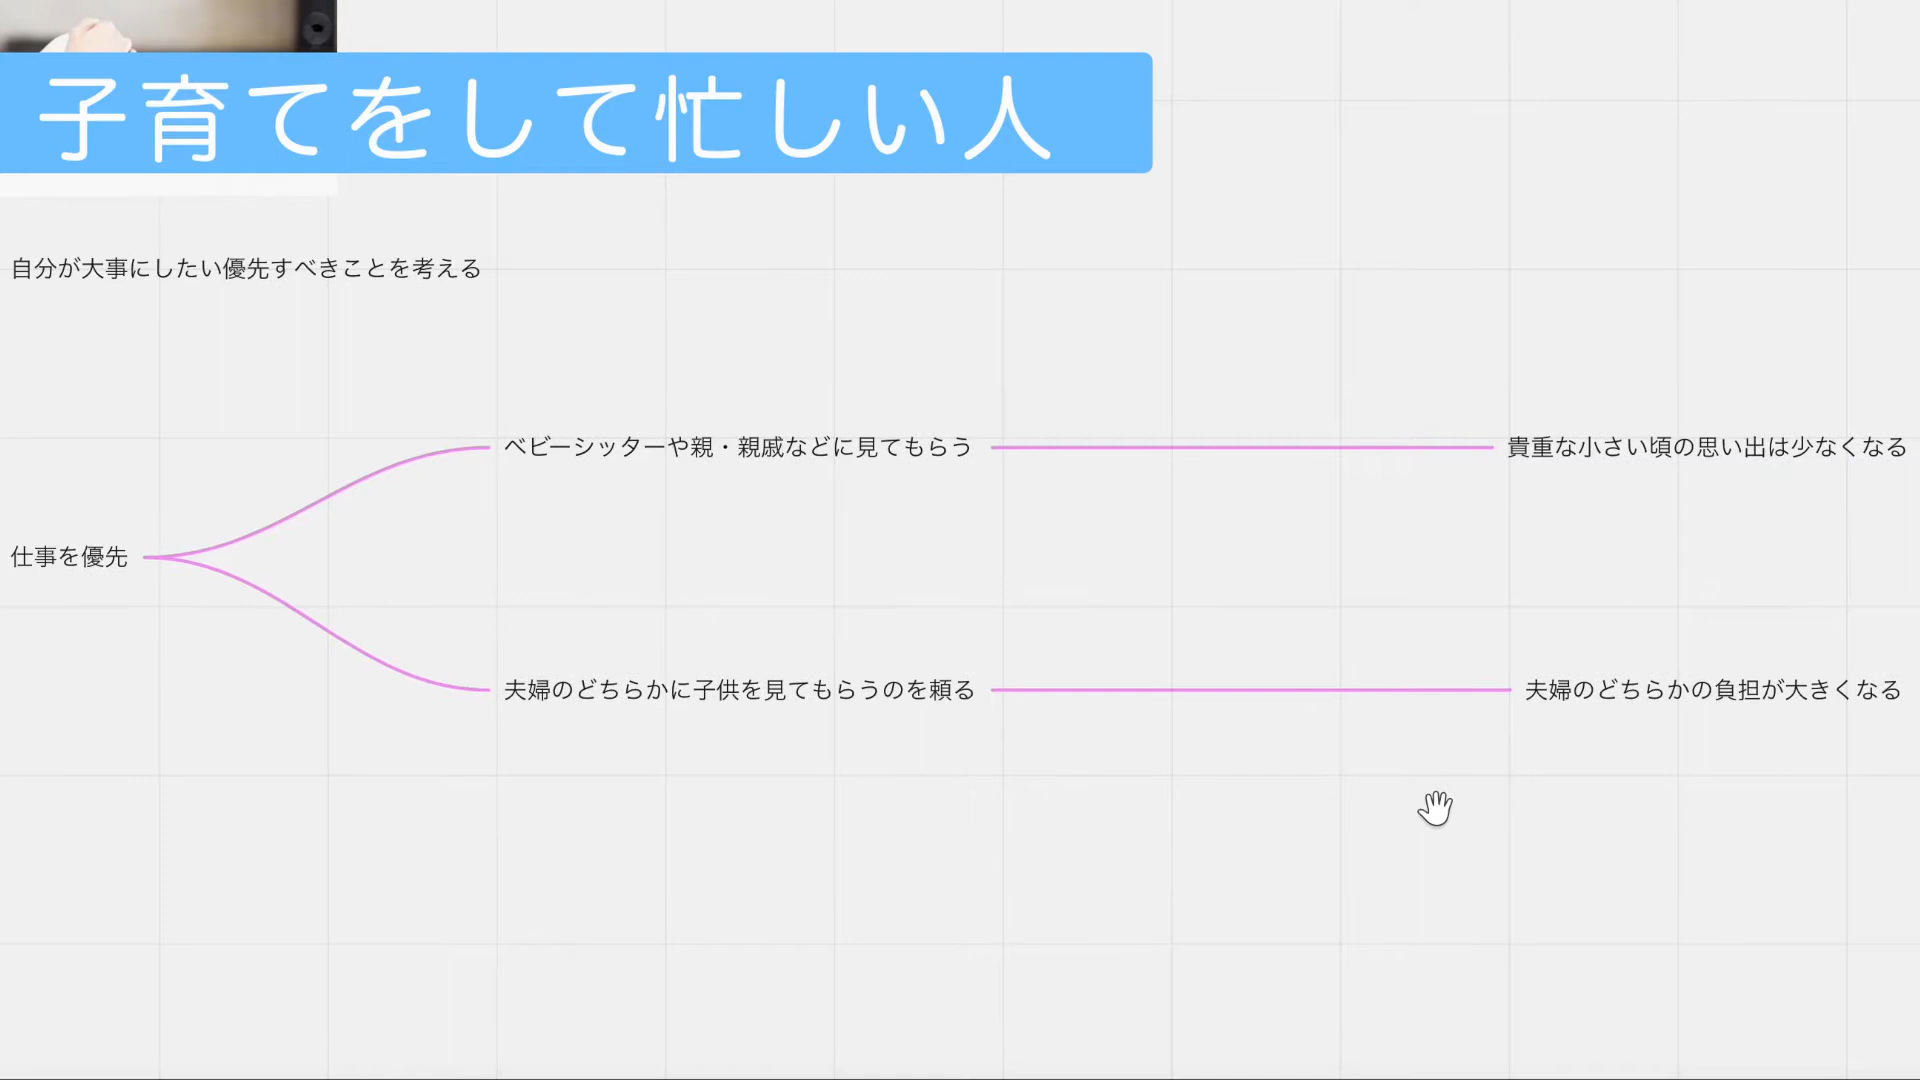 子育てをして忙しい人
自分が大事にしたい優先すべきことを考える
ベビーシッターや親・親戚などに見てもらう
貴重な小さい頃の思い出は少なくなる
仕事を優先
夫婦のどちらかに子供を見てもらうのを頼る
夫婦のどちらかの負担が大きくなる